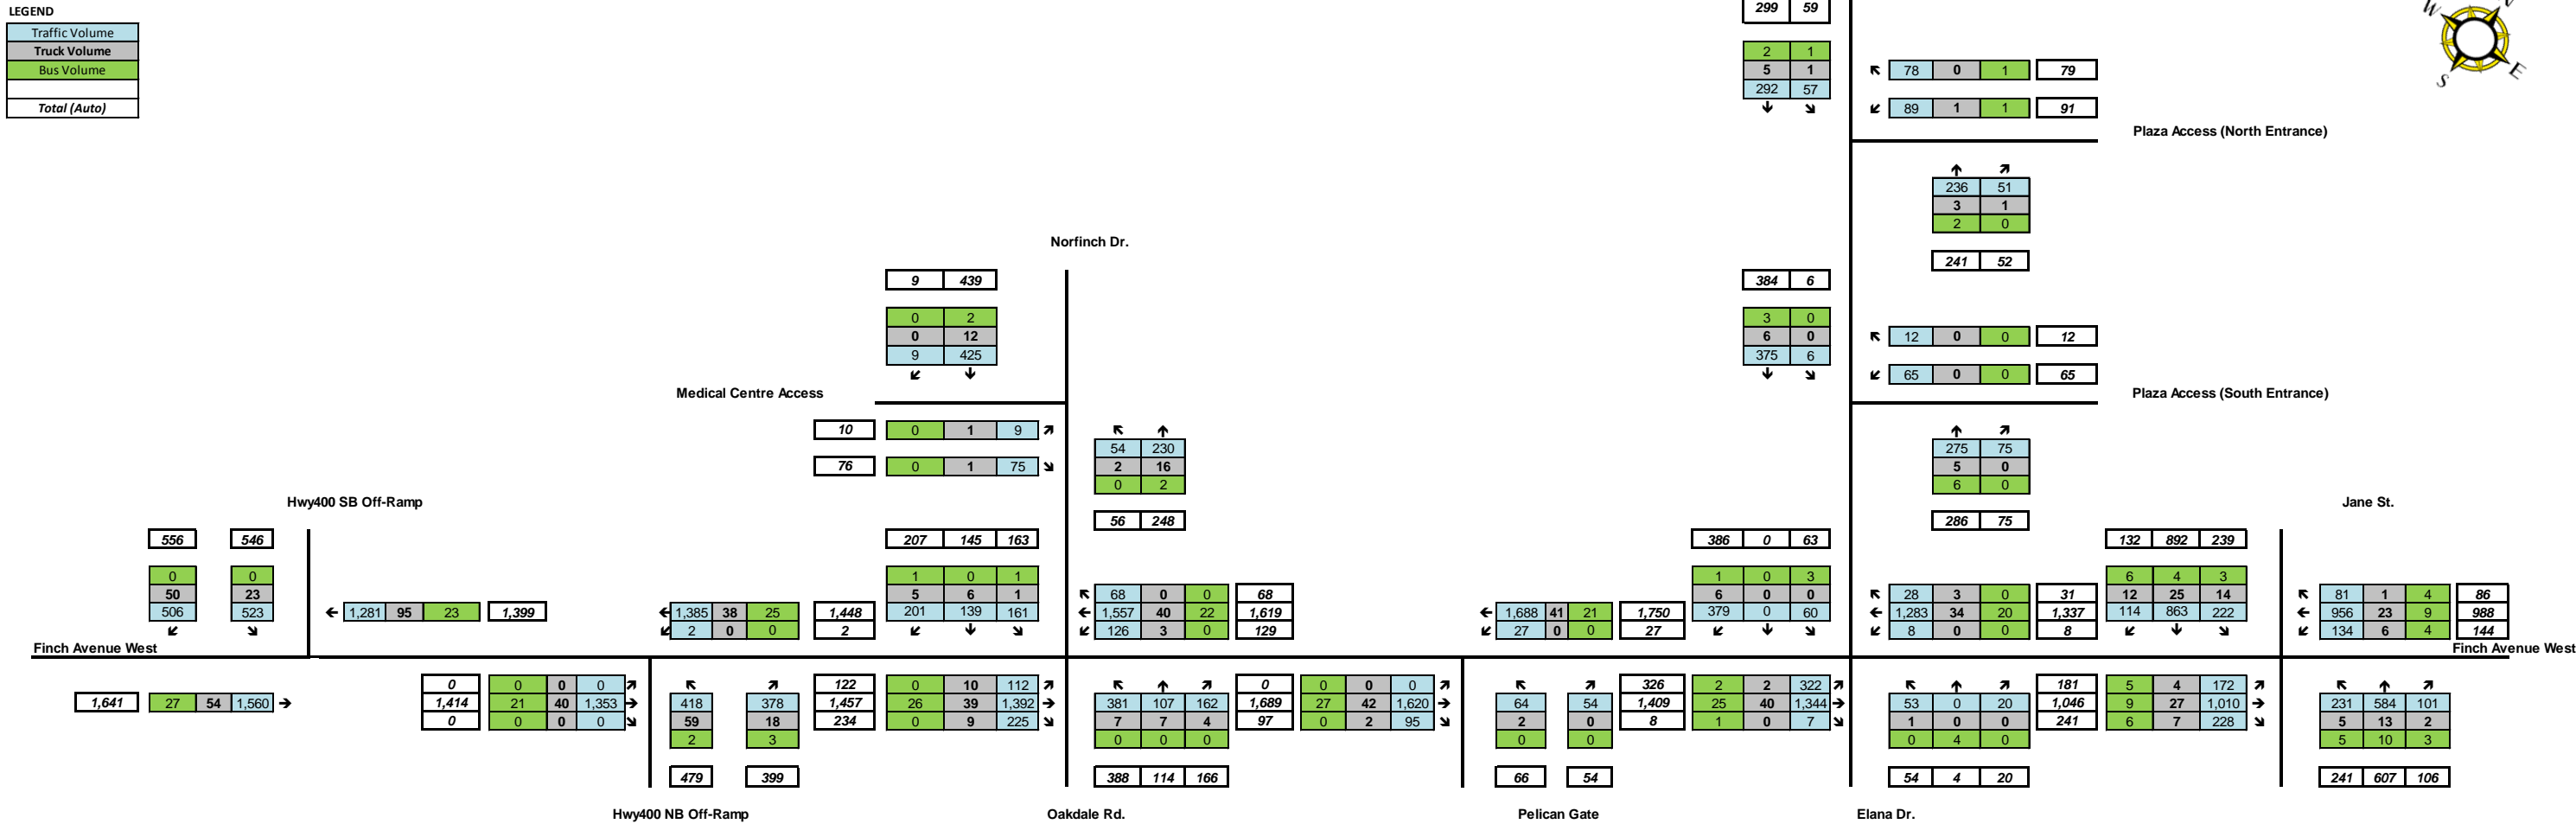 LEGEND
Traffic Volume
Truck Volume
Bus Volume
Total (Auto)
299 59
2 1
5 1
292 57
↓ ↘
↖ 78 0 1 79
↙ 89 1 1 91
Plaza Access (North Entrance)
W N
S E
↑ ↗
236 51
3 1
2 0
241 52
Norfinch Dr.
9 439
0 2
0 12
9 425
↙ ↓
384 6
3 0
6 0
375 6
↓ ↘
↖ 12 0 0 12
↙ 65 0 0 65
Medical Centre Access
Plaza Access (South Entrance)
10 0 1 9 ↗
76 0 1 75 ↘
↖ ↑
54 230
2 16
0 2
56 248
↑ ↗
275 75
5 0
6 0
286 75
Hwy400 SB Off-Ramp
Jane St.
556 546
0 0
50 23
506 523
↙ ↘
← 1,281 95 23 1,399
← 1,385 38 25 1,448
↙ 2 0 0 2
207 145 163
1 0 1
5 6 1
201 139 161
↙ ↓ ↘
↖ 68 0 0 68
← 1,557 40 22 1,619
↙ 126 3 0 129
← 1,688 41 21 1,750
↙ 27 0 0 27
386 0 63
1 0 3
6 0 0
379 0 60
↙ ↓ ↘
↖ 28 3 0 31
← 1,283 34 20 1,337
↙ 8 0 0 8
132 892 239
6 4 3
12 25 14
114 863 222
↙ ↓ ↘
↖ 81 1 4 86
← 956 23 9 988
↙ 134 6 4 144
Finch Avenue West
Finch Avenue West
1,641 27 54 1,560 →
0 0 0 0 ↗
1,414 21 40 1,353 →
0 0 0 0 ↘
↖ ↗
418 378
59 18
2 3
479 399
122 0 10 112 ↗
1,457 26 39 1,392 →
234 0 9 225 ↘
↖ ↑ ↗
381 107 162
7 7 4
0 0 0
388 114 166
0 0 0 0 ↗
1,689 27 42 1,620 →
97 0 2 95 ↘
↖ ↗
64 54
2 0
0 0
66 54
326 2 2 322 ↗
1,409 25 40 1,344 →
8 1 0 7 ↘
↖ ↑ ↗
53 0 20
1 0 0
0 4 0
54 4 20
181 5 4 172 ↗
1,046 9 27 1,010 →
241 6 7 228 ↘
↖ ↑ ↗
231 584 101
5 13 2
5 10 3
241 607 106
Hwy400 NB Off-Ramp
Oakdale Rd.
Pelican Gate
Elana Dr.